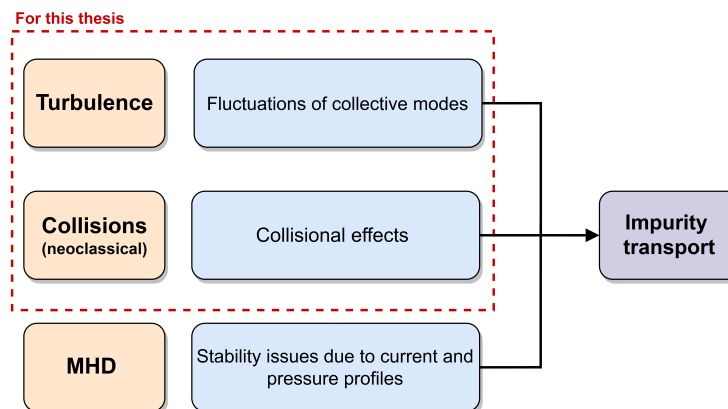 For this thesis
Turbulence
Fluctuations of collective modes
Collisions
(neoclassical)
Collisional effects
Impurity
transport
MHD
Stability issues due to current and
pressure profiles